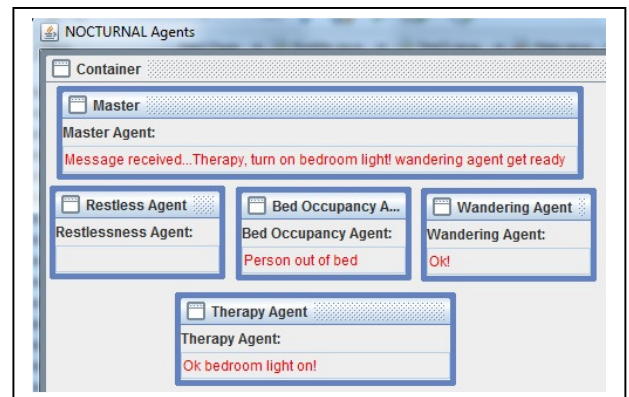 NOCTURNAL Agents
Container
Master
Master Agent:
Message received...Therapy, turn on bedroom light! wandering agent get ready
Restless Agent
Restlessness Agent:
Bed Occupancy A...
Bed Occupancy Agent:
Person out of bed
Wandering Agent
Wandering Agent:
Ok!
Therapy Agent
Therapy Agent:
Ok bedroom light on!